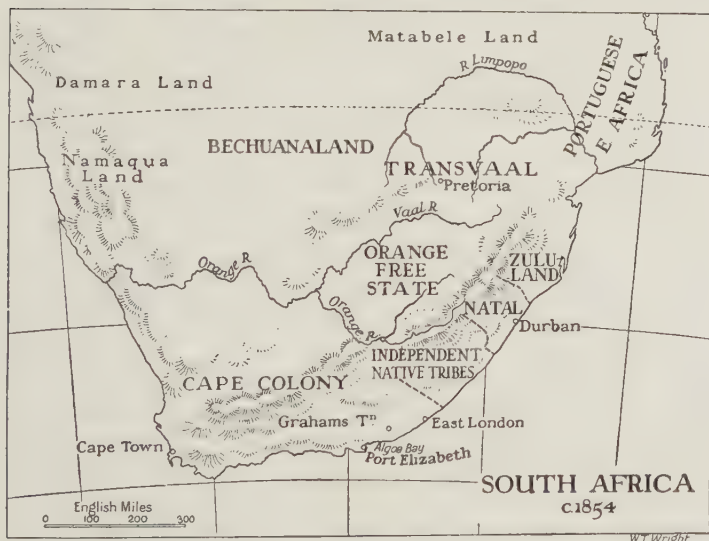 Matabele Land
Damara Land
R Limpopo
PORTUGUESE
E AFRICA
BECHUANALAND
Namaqua
Land
TRANSVAAL
Pretoria
Vaal R
Orange R
ORANGE
FREE
STATE
ZULU-
LAND
Orange R
NATAL
Durban
INDEPENDENT
NATIVE TRIBES
CAPE COLONY
Grahams Tn
East London
Cape Town
Algoa Bay
Port Elizabeth
SOUTH AFRICA
c.1854
English Miles
0 100 200 300
W.T. Wright